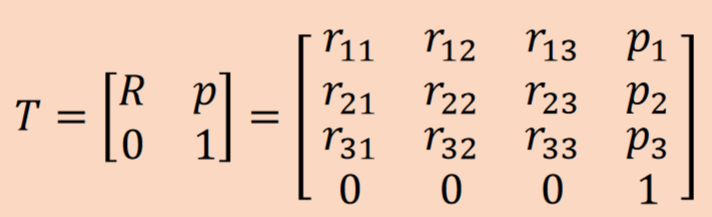 T = [R p; 0 1] = [r₁₁ r₁₂ r₁₃ p₁;
r₂₁ r₂₂ r₂₃ p₂;
r₃₁ r₃₂ r₃₃ p₃;
0 0 0 1]